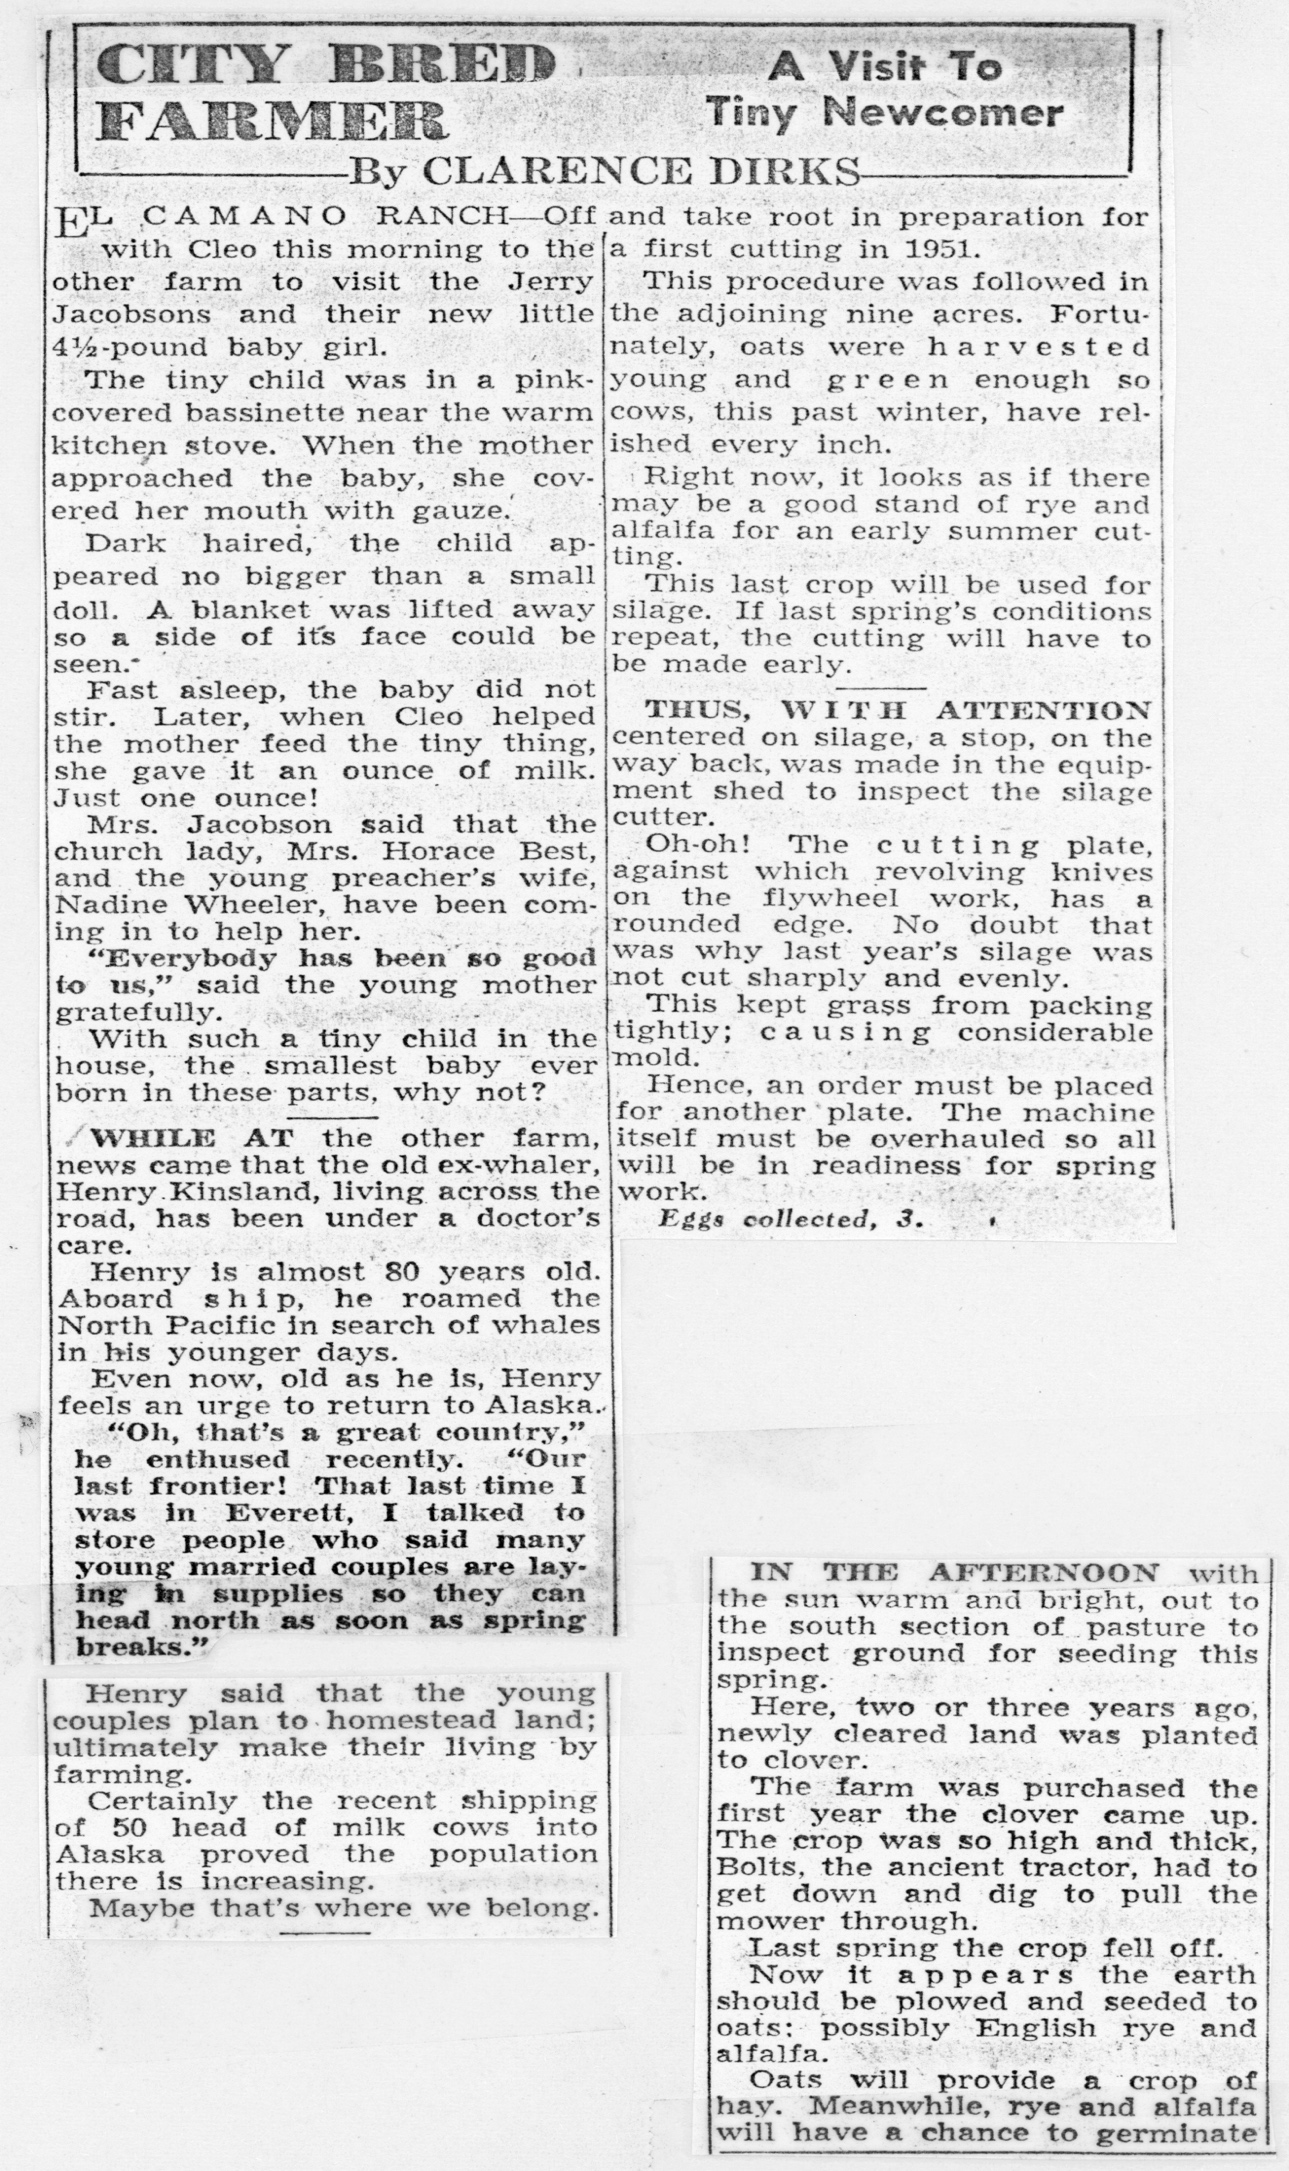 CITY BRED
FARMER
A Visit To
Tiny Newcomer
By CLARENCE DIRKS
EL CAMANO RANCH—Off
with Cleo this morning to the
other farm to visit the Jerry
Jacobsons and their new little
4½-pound baby girl.
The tiny child was in a pink-
covered bassinette near the warm
kitchen stove. When the mother
approached the baby, she cov-
ered her mouth with gauze.
Dark haired, the child ap-
peared no bigger than a small
doll. A blanket was lifted away
so a side of its face could be
seen.
Fast asleep, the baby did not
stir. Later, when Cleo helped
the mother feed the tiny thing,
she gave it an ounce of milk.
Just one ounce!
Mrs. Jacobson said that the
church lady, Mrs. Horace Best,
and the young preacher's wife,
Nadine Wheeler, have been com-
ing in to help her.
"Everybody has been so good
to us," said the young mother
gratefully.
With such a tiny child in the
house, the smallest baby ever
born in these parts, why not?
WHILE AT the other farm,
news came that the old ex-whaler,
Henry Kinsland, living across the
road, has been under a doctor's
care.
Henry is almost 80 years old.
Aboard ship, he roamed the
North Pacific in search of whales
in his younger days.
Even now, old as he is, Henry
feels an urge to return to Alaska.
"Oh, that's a great country,"
he enthused recently. "Our
last frontier! That last time I
was in Everett, I talked to
store people who said many
young married couples are lay-
ing in supplies so they can
head north as soon as spring
breaks."
Henry said that the young
couples plan to homestead land;
ultimately make their living by
farming.
Certainly the recent shipping
of 50 head of milk cows into
Alaska proved the population
there is increasing.
Maybe that's where we belong.
IN THE AFTERNOON with
the sun warm and bright, out to
the south section of pasture to
inspect ground for seeding this
spring.
Here, two or three years ago,
newly cleared land was planted
to clover.
The farm was purchased the
first year the clover came up.
The crop was so high and thick,
Bolts, the ancient tractor, had to
get down and dig to pull the
mower through.
Last spring the crop fell off.
Now it appears the earth
should be plowed and seeded to
oats; possibly English rye and
alfalfa.
Oats will provide a crop of
hay. Meanwhile, rye and alfalfa
will have a chance to germinate
and take root in preparation for
a first cutting in 1951.
This procedure was followed in
the adjoining nine acres. Fortu-
nately, oats were harvested
young and green enough so
cows, this past winter, have rel-
ished every inch.
Right now, it looks as if there
may be a good stand of rye and
alfalfa for an early summer cut-
ting.
This last crop will be used for
silage. If last spring's conditions
repeat, the cutting will have to
be made early.
THUS, WITH ATTENTION
centered on silage, a stop, on the
way back, was made in the equip-
ment shed to inspect the silage
cutter.
Oh-oh! The cutting plate,
against which revolving knives
on the flywheel work, has a
rounded edge. No doubt that
was why last year's silage was
not cut sharply and evenly.
This kept grass from packing
tightly; causing considerable
mold.
Hence, an order must be placed
for another plate. The machine
itself must be overhauled so all
will be in readiness for spring
work.
Eggs collected, 3.